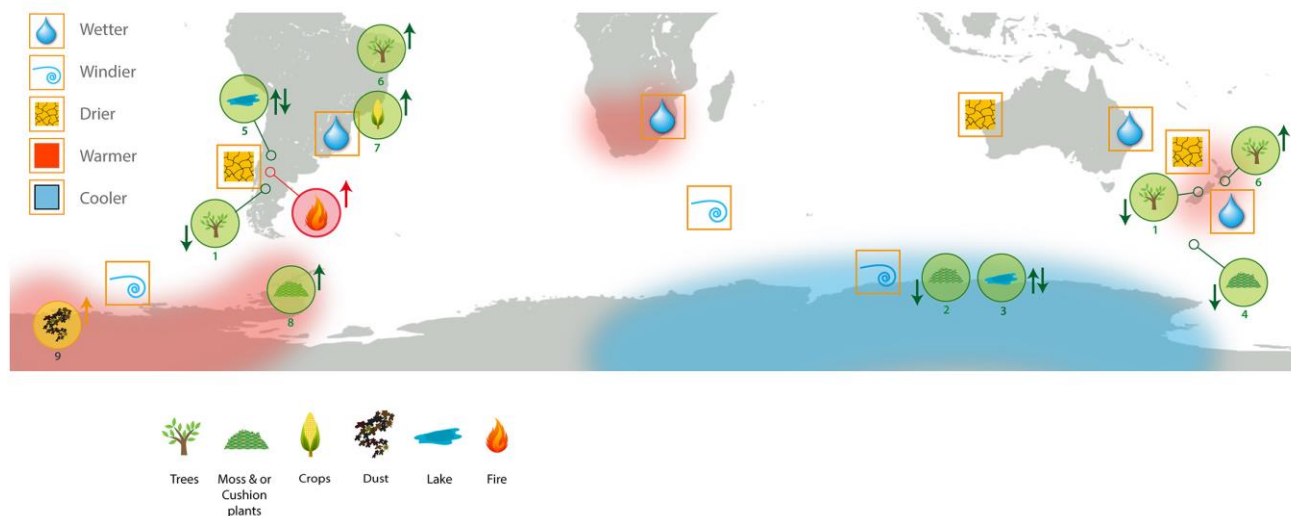 Wetter
Windier
Drier
Warmer
Cooler
6
5
7
1
8
9
6
1
2
3
4
Trees
Moss & or
Cushion
plants
Crops
Dust
Lake
Fire